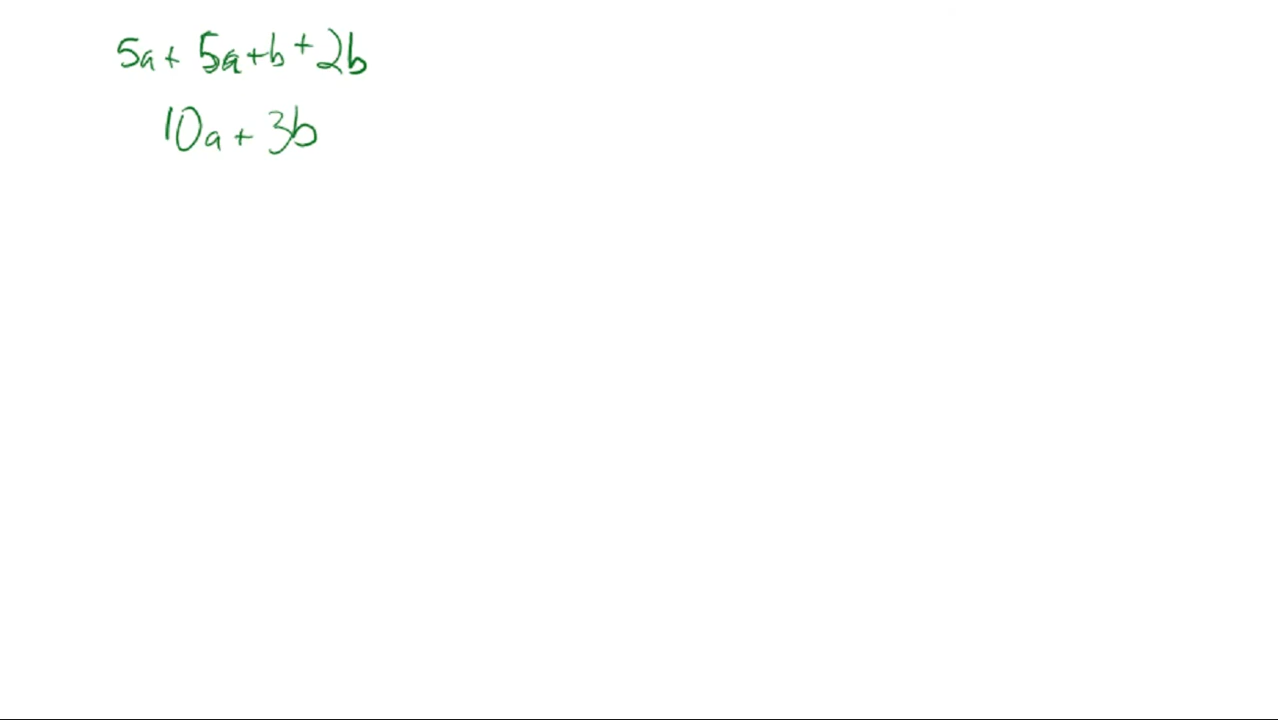 5a + 5a + b + 2b
10a + 3b